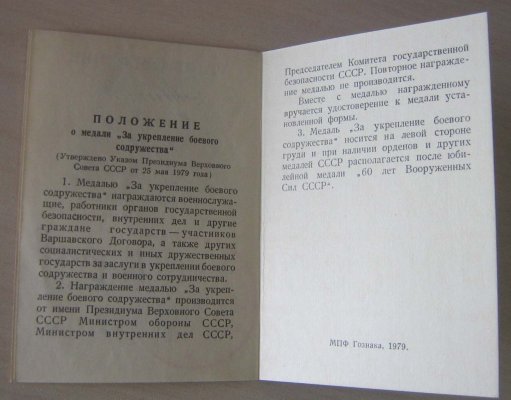 ПОЛОЖЕНИЕ
о медали „За укрепление боевого
содружества“
(Утверждено Указом Президиума Верховного
Совета СССР от 25 мая 1979 года)
1. Медалью „За укрепление боевого
содружества“ награждаются военнослу-
жащие, работники органов государственной
безопасности, внутренних дел и другие
граждане государств — участников
Варшавского Договора, а также других
социалистических и иных дружественных
государств за заслуги в укреплении боевого
содружества и военного сотрудничества.
2. Награждение медалью „За укреп-
ление боевого содружества“ производится
от имени Президиума Верховного Совета
СССР Министром обороны СССР,
Министром внутренних дел СССР,
Председателем Комитета государственной
безопасности СССР. Повторное награжде-
ние медалью не производится.
Вместе с медалью награжденному
вручается удостоверение к медали уста-
новленной формы.
3. Медаль „За укрепление боевого
содружества“ носится на левой стороне
груди и при наличии орденов и других
медалей СССР располагается после юби-
лейной медали „60 лет Вооруженных
Сил СССР“.
МПФ Гознака, 1979.